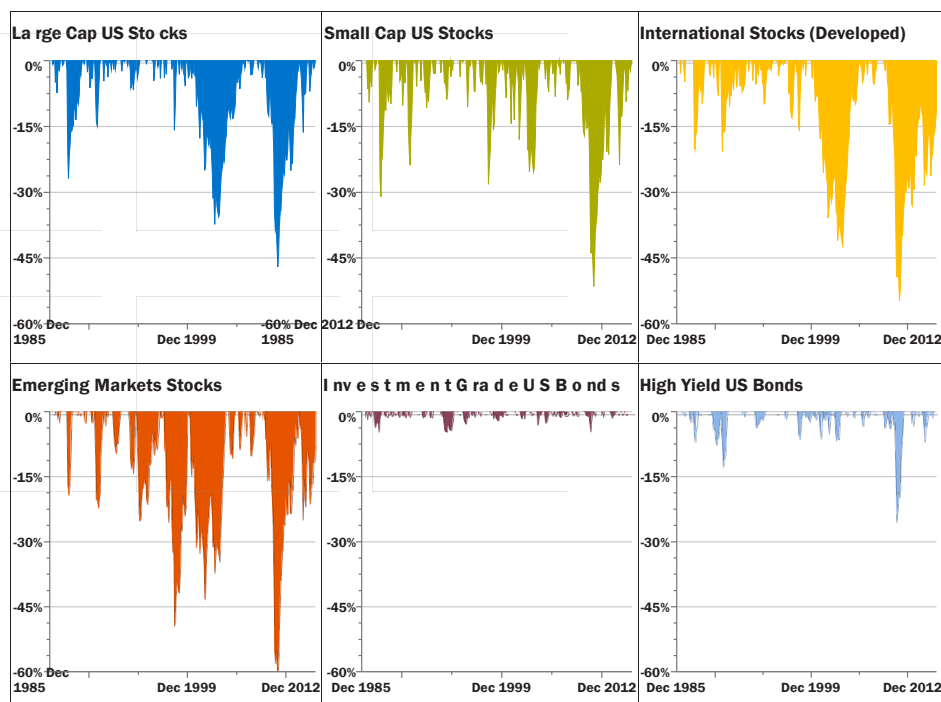 La rge Cap US Sto cks
0%
-15%
-30%
-45%
-60% Dec
1985
Dec 1999
-60% Dec 2012 Dec
1985
Small Cap US Stocks
0%
-15%
-30%
-45%
Dec 1999
Dec 2012
International Stocks (Developed)
0%
-15%
-30%
-45%
-60%
Dec 1985
Dec 1999
Dec 2012
Emerging Markets Stocks
0%
-15%
-30%
-45%
-60% Dec
1985
Dec 1999
Dec 2012
I nv e s t m e n t G ra d e U S B o nd s
0%
-15%
-30%
-45%
-60%
Dec 1985
Dec 1999
Dec 2012
High Yield US Bonds
0%
-15%
-30%
-45%
-60%
Dec 1985
Dec 1999
Dec 2012